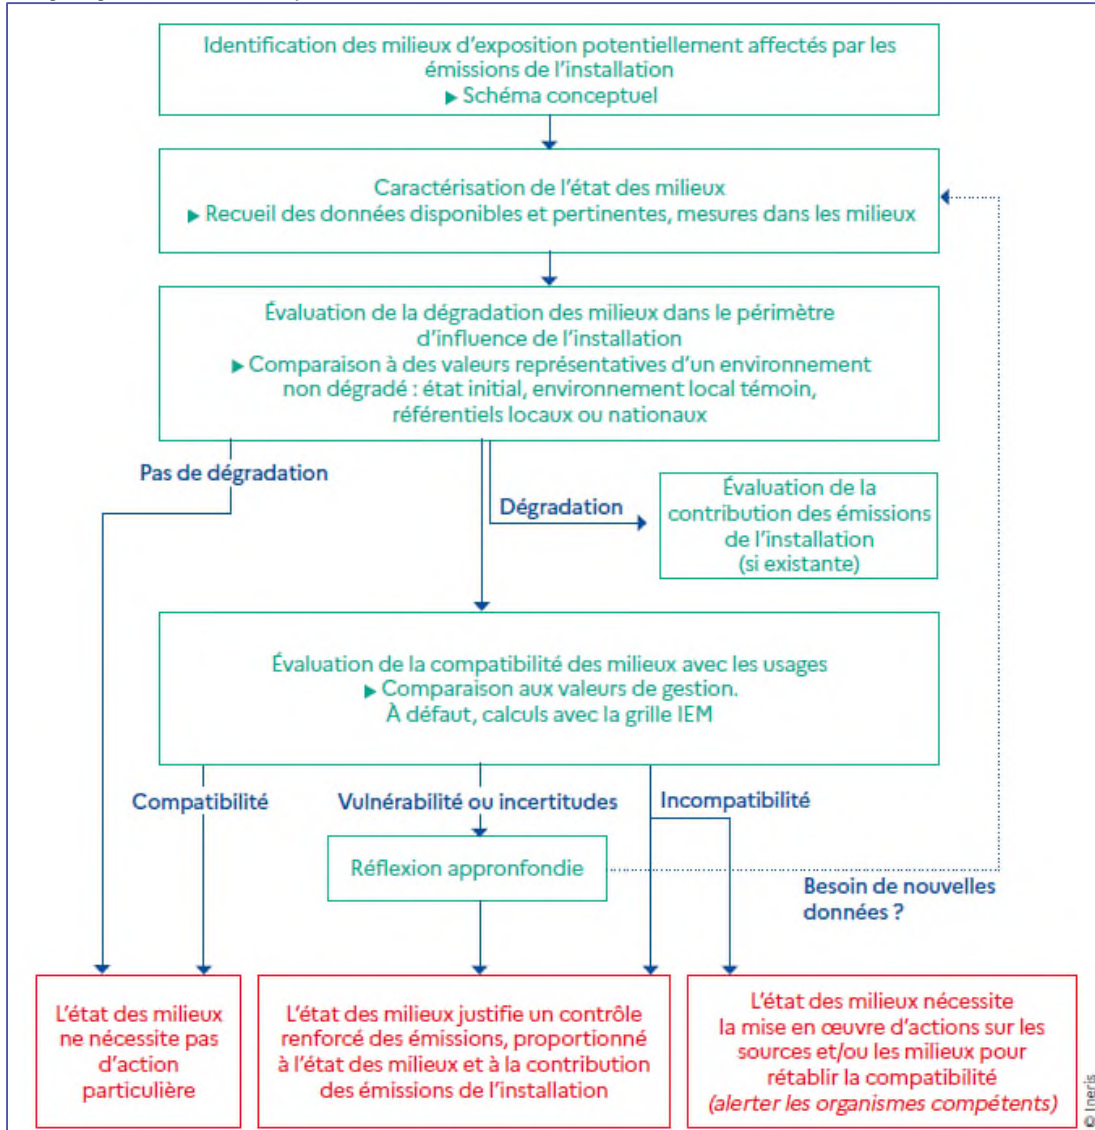 Identification des milieux d'exposition potentiellement affectés par les
émissions de l'installation
▶ Schéma conceptuel
Caractérisation de l'état des milieux
▶ Recueil des données disponibles et pertinentes, mesures dans les milieux
Évaluation de la dégradation des milieux dans le périmètre
d'influence de l'installation
▶ Comparaison à des valeurs représentatives d'un environnement
non dégradé : état initial, environnement local témoin,
référentiels locaux ou nationaux
Pas de dégradation
Dégradation
Évaluation de la
contribution des émissions
de l'installation
(si existante)
Évaluation de la compatibilité des milieux avec les usages
▶ Comparaison aux valeurs de gestion.
À défaut, calculs avec la grille IEM
Compatibilité
Vulnérabilité ou incertitudes
Incompatibilité
Réflexion appronfondie
Besoin de nouvelles
données ?
L'état des milieux
ne nécessite pas
d'action
particulière
L'état des milieux justifie un contrôle
renforcé des émissions, proportionné
à l'état des milieux et à la contribution
des émissions de l'installation
L'état des milieux nécessite
la mise en œuvre d'actions sur les
sources et/ou les milieux pour
rétablir la compatibilité
(alerter les organismes compétents)
© Ineris